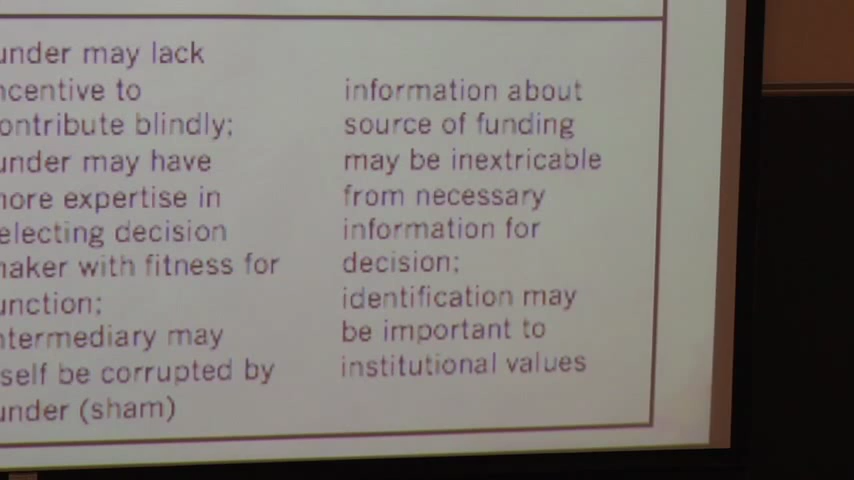 under may lack
ncentive to
ontribute blindly;
under may have
nore expertise in
electing decision
naker with fitness for
unction;
ntermediary may
self be corrupted by
under (sham)
information about
source of funding
may be inextricable
from necessary
information for
decision;
identification may
be important to
institutional values